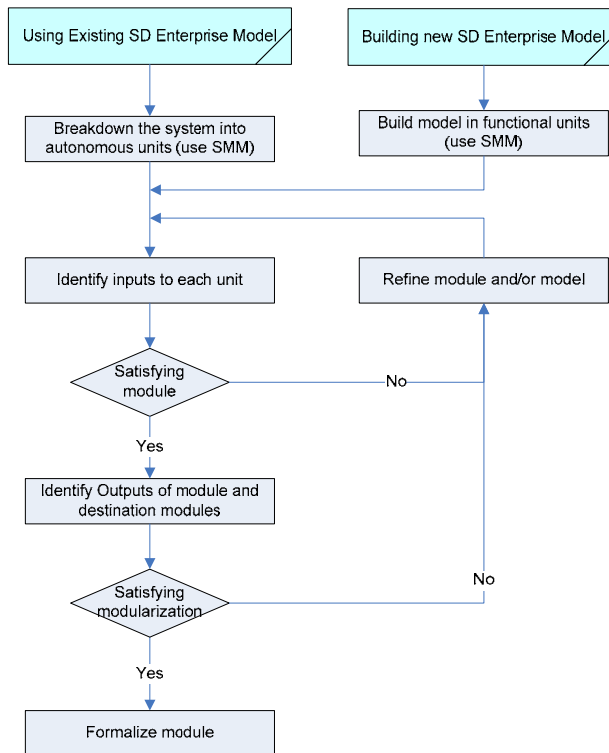 Using Existing SD Enterprise Model
Building new SD Enterprise Model
Breakdown the system into
autonomous units (use SMM)
Build model in functional units
(use SMM)
Identify inputs to each unit
Refine module and/or model
Satisfying
module
No
Yes
Identify Outputs of module and
destination modules
Satisfying
modularization
No
Yes
Formalize module